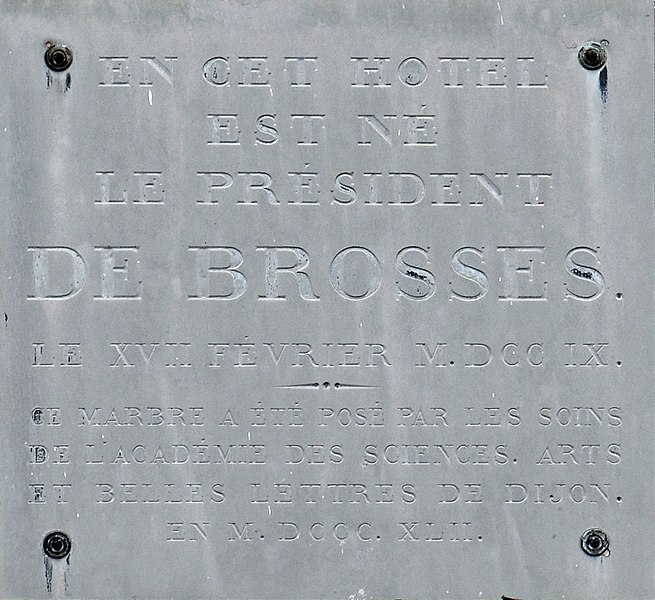 EN CET HOTEL
EST NÉ
LE PRÉSIDENT
DE BROSSES.
LE XVII FÉVRIER M.DCC IX.
CE MARBRE A ÉTÉ POSÉ PAR LES SOINS
DE L'ACADÉMIE DES SCIENCES. ARTS
ET BELLES LETTRES DE DIJON.
EN M. DCCC. XLII.